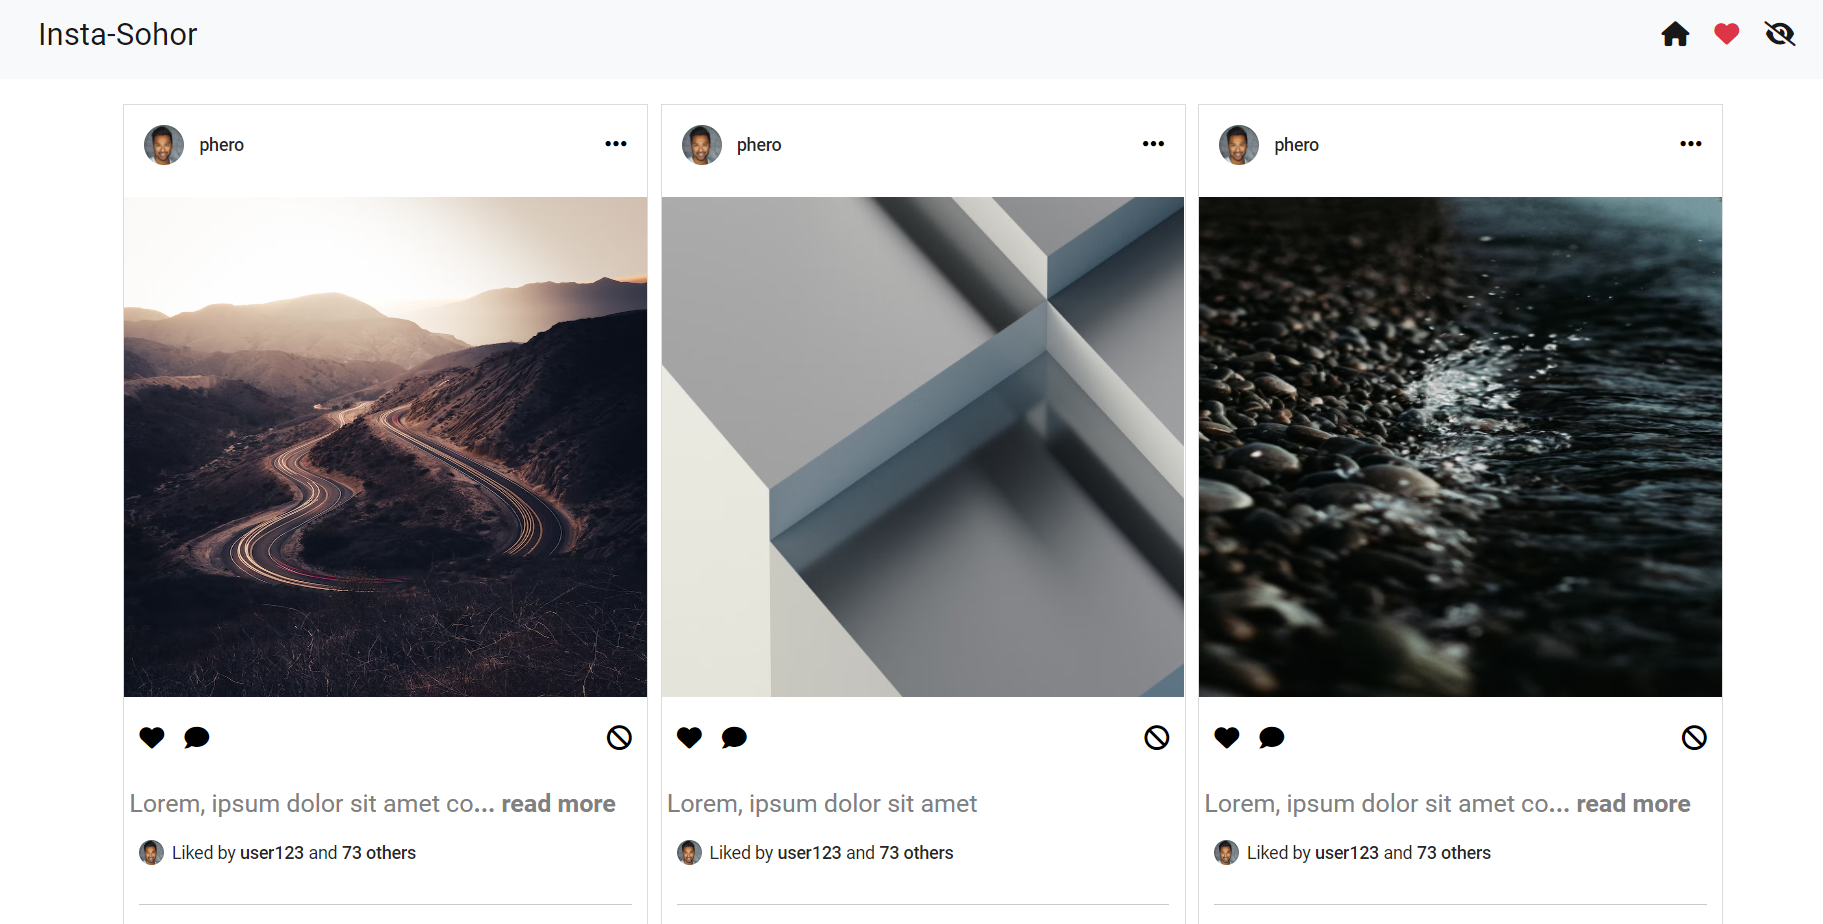 Insta-Sohor
phero
phero
phero
Lorem, ipsum dolor sit amet co... read more
Lorem, ipsum dolor sit amet
Lorem, ipsum dolor sit amet co... read more
Liked by user123 and 73 others
Liked by user123 and 73 others
Liked by user123 and 73 others